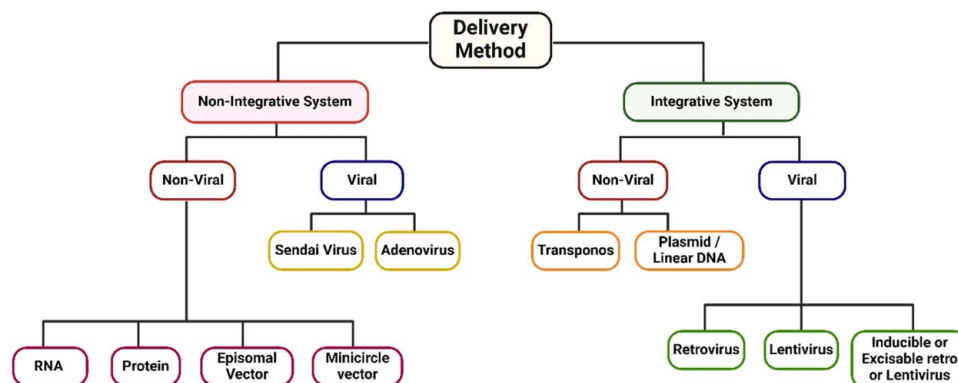 Delivery
Method
Non-Integrative System
Integrative System
Non-Viral
Viral
Non-Viral
Viral
Sendai Virus
Adenovirus
Transponos
Plasmid /
Linear DNA
RNA
Protein
Episomal
Vector
Minicircle
vector
Retrovirus
Lentivirus
Inducible or
Excisable retro
or Lentivirus